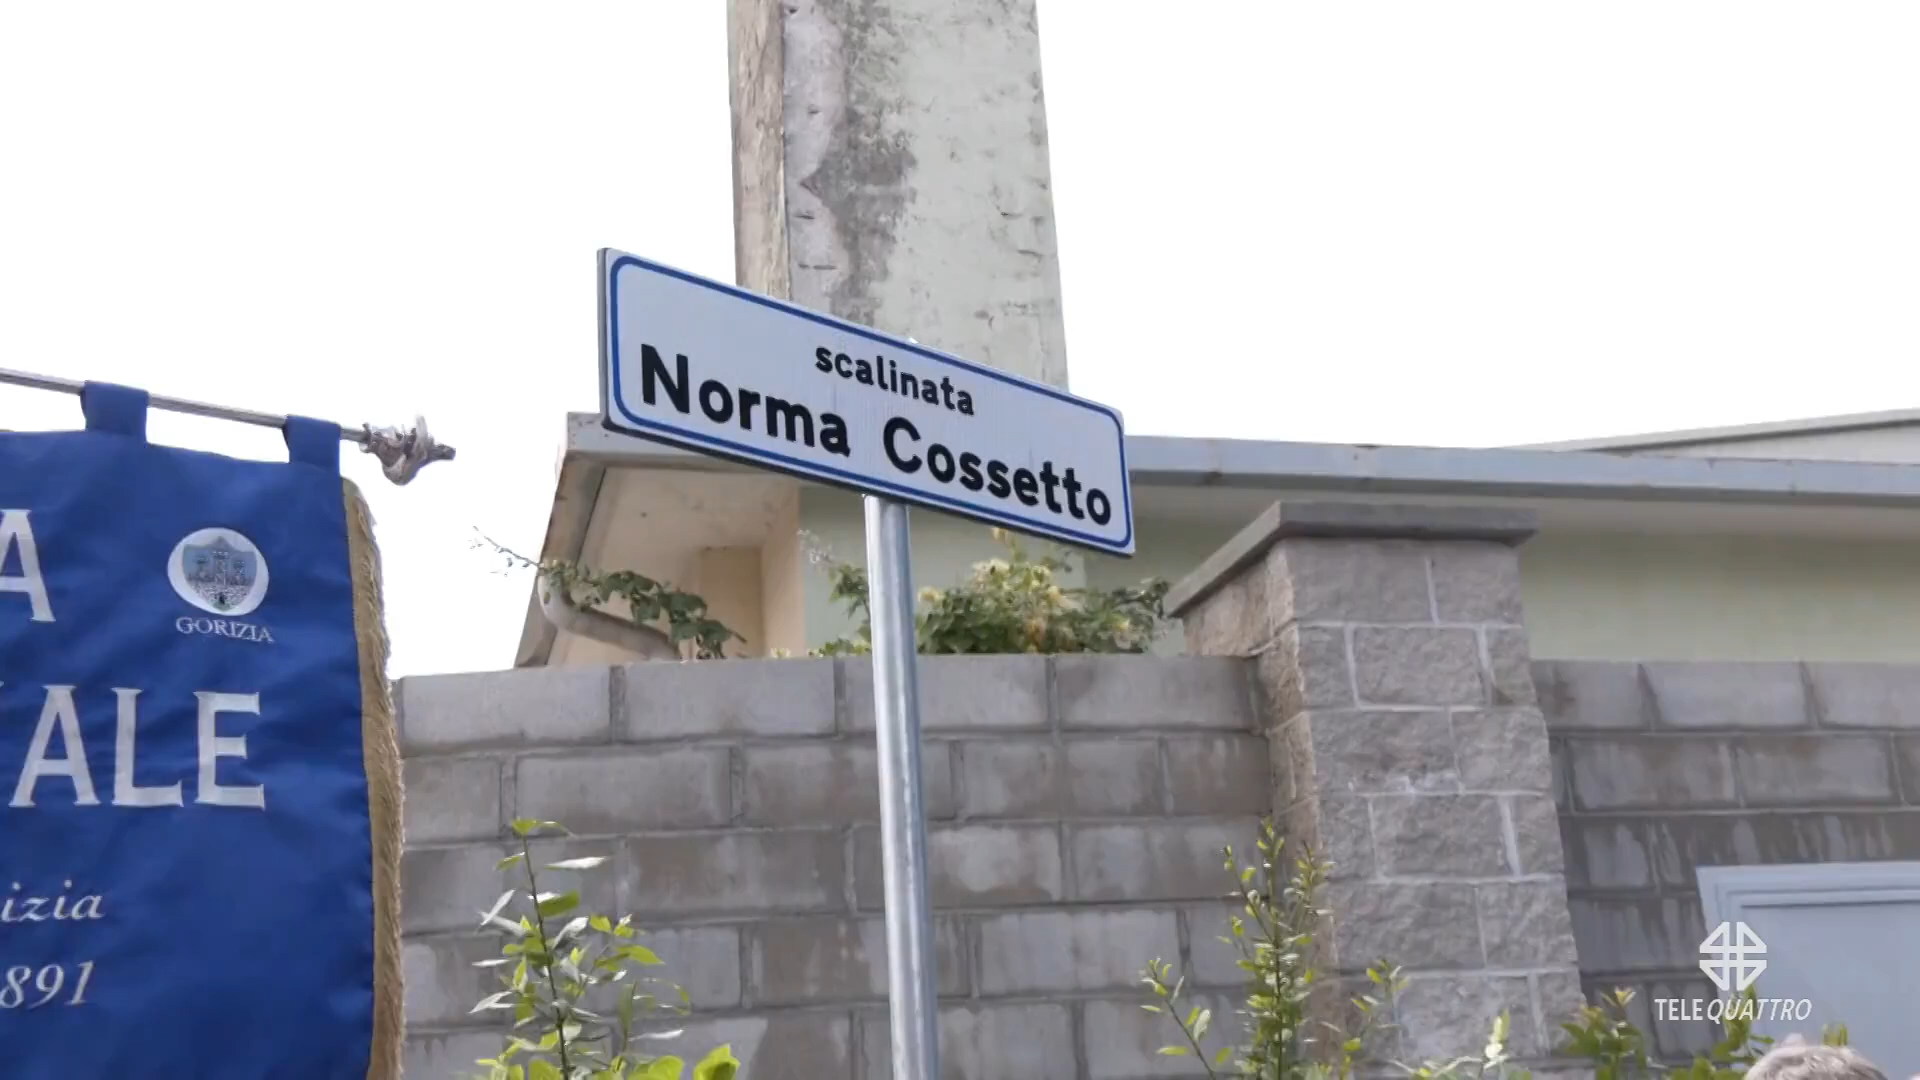 scalinata
Norma Cossetto
A
GORIZIA
ALE
izia
891
TELEQUATTRO